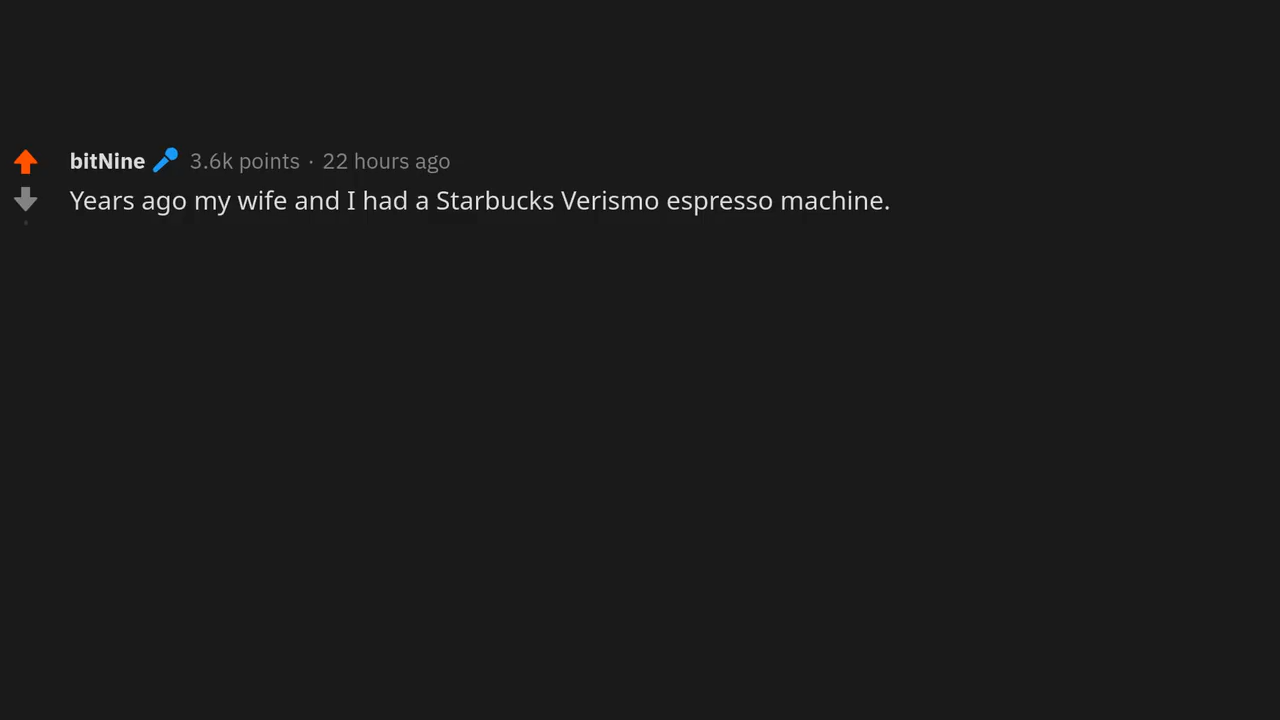 bitNine 3.6k points · 22 hours ago
Years ago my wife and I had a Starbucks Verismo espresso machine.